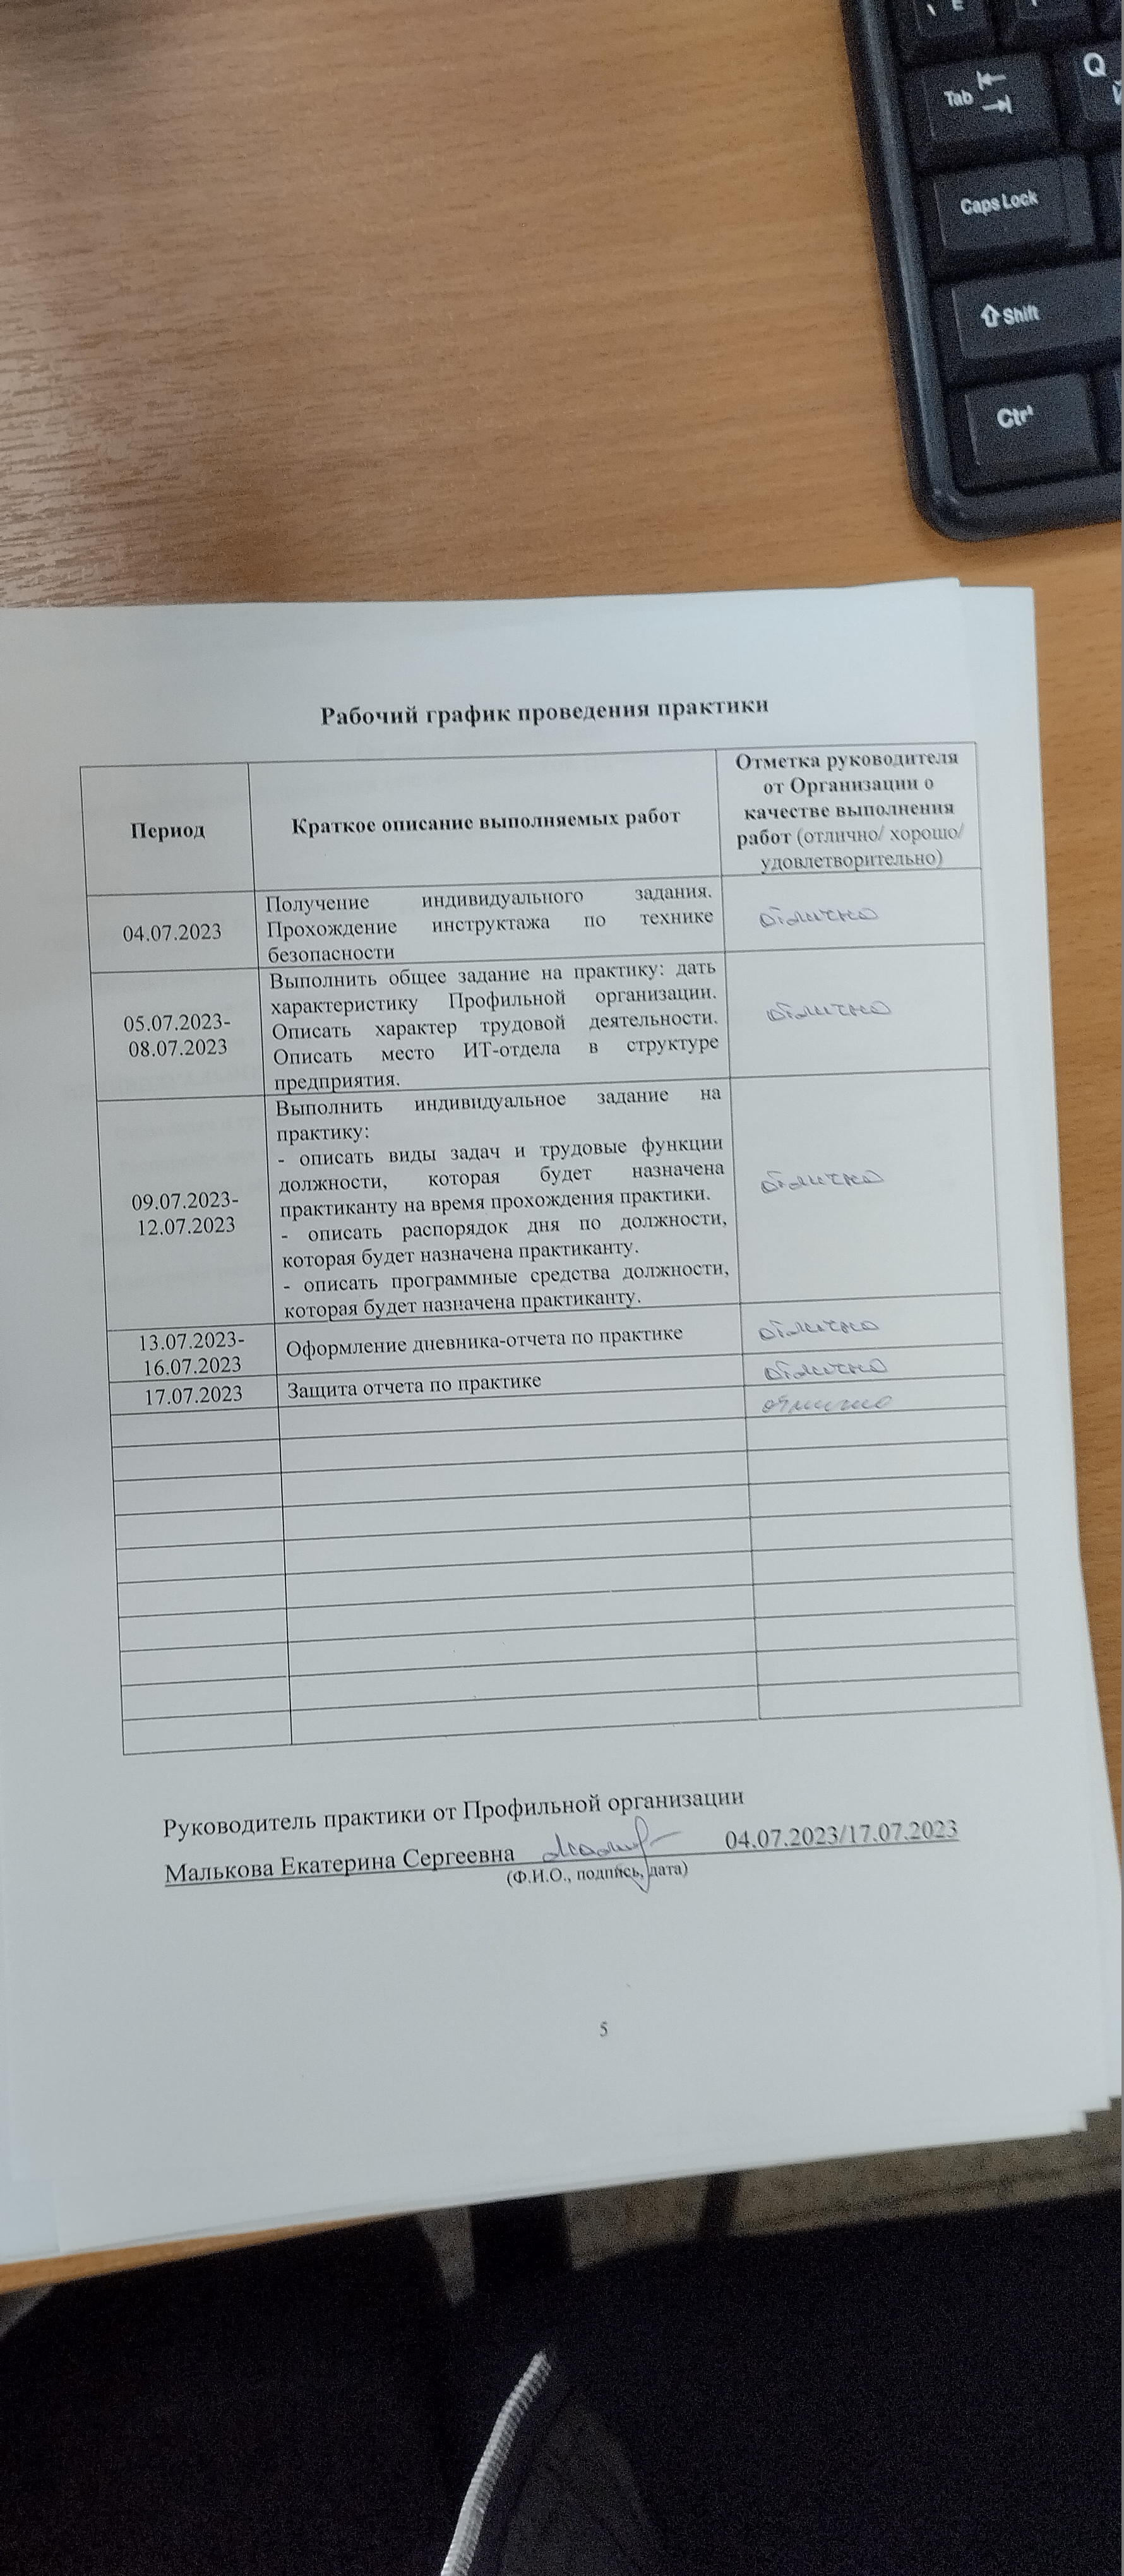 Q
Tab
Caps Lock
Shift
Ctrl
Рабочий график проведения практики
Период
Краткое описание выполняемых работ
Отметка руководителя
от Организации о
качестве выполнения
работ (отлично/ хорошо/
удовлетворительно)
04.07.2023
Получение индивидуального задания.
Прохождение инструктажа по технике
безопасности
отлично
05.07.2023-
08.07.2023
Выполнить общее задание на практику: дать
характеристику Профильной организации.
Описать характер трудовой деятельности.
Описать место ИТ-отдела в структуре
предприятия.
отлично
09.07.2023-
12.07.2023
Выполнить индивидуальное задание на
практику:
- описать виды задач и трудовые функции
должности, которая будет назначена
практиканту на время прохождения практики.
- описать распорядок дня по должности,
которая будет назначена практиканту.
- описать программные средства должности,
которая будет назначена практиканту.
отлично
13.07.2023-
16.07.2023
Оформление дневника-отчета по практике
отлично
17.07.2023
Защита отчета по практике
отлично
отлично
Руководитель практики от Профильной организации
Малькова Екатерина Сергеевна 04.07.2023/17.07.2023
(Ф.И.О., подпись, дата)
5